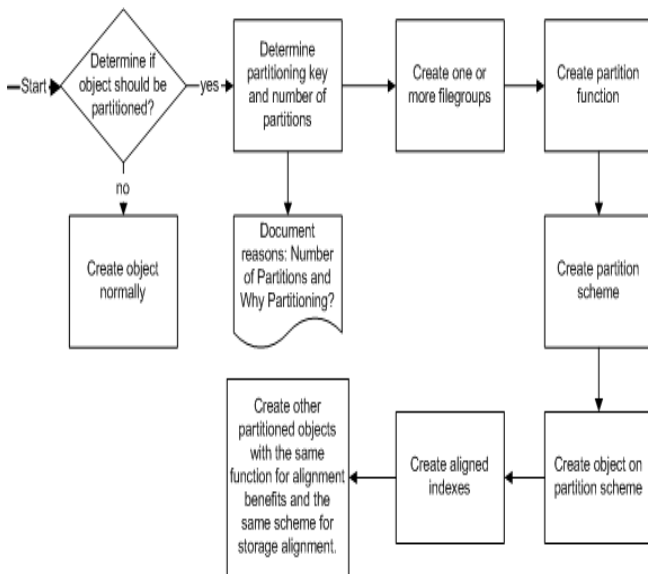 Start
Determine if
object should be
partitioned?
yes
Determine
partitioning key
and number of
partitions
Create one or
more filegroups
Create partition
function
no
Create object
normally
Document
reasons: Number
of Partitions and
Why Partitioning?
Create partition
scheme
Create other
partitioned objects
with the same
function for alignment
benefits and the
same scheme for
storage alignment.
Create aligned
indexes
Create object on
partition scheme